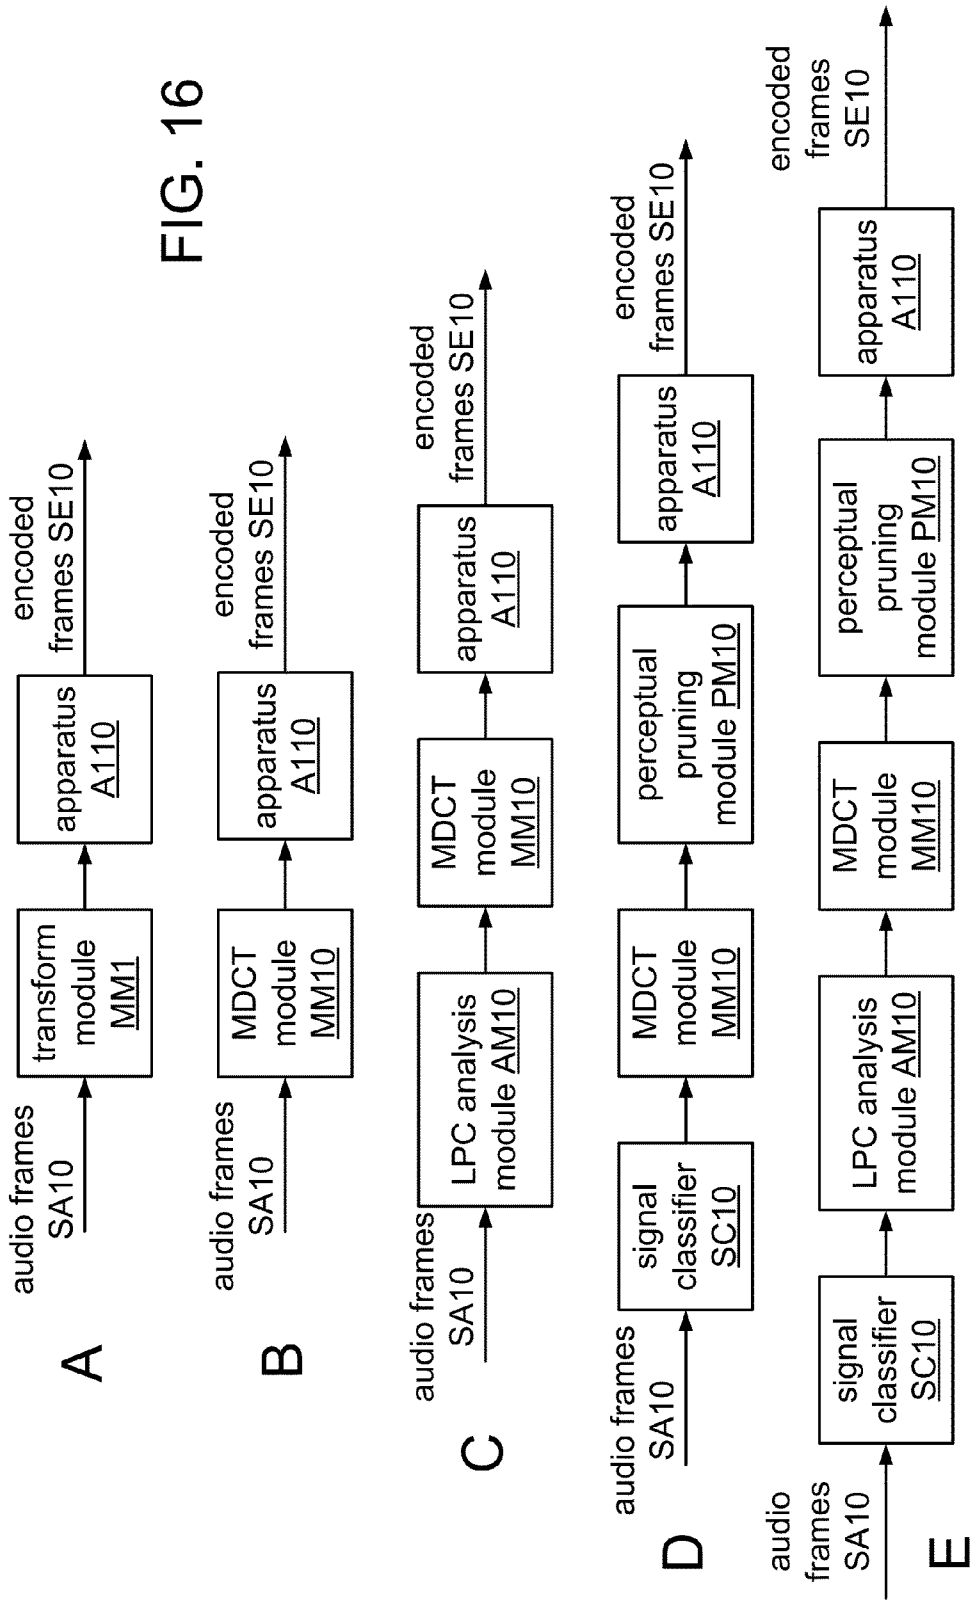 FIG. 16
A
audio frames
SA10
transform
module
MM1
apparatus
A110
encoded
frames SE10
B
audio frames
SA10
MDCT
module
MM10
apparatus
A110
encoded
frames SE10
C
audio frames
SA10
LPC analysis
module AM10
MDCT
module
MM10
apparatus
A110
encoded
frames SE10
D
audio frames
SA10
signal
classifier
SC10
MDCT
module
MM10
perceptual
pruning
module PM10
apparatus
A110
encoded
frames SE10
E
audio
frames
SA10
signal
classifier
SC10
LPC analysis
module AM10
MDCT
module
MM10
perceptual
pruning
module PM10
apparatus
A110
encoded
frames
SE10